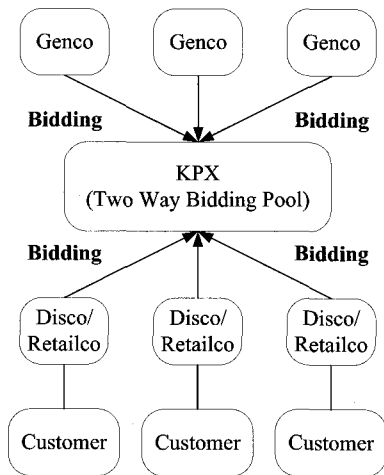 Genco Genco Genco
Bidding Bidding
KPX
(Two Way Bidding Pool)
Bidding Bidding
Disco/ Disco/ Disco/
Retailco Retailco Retailco
Customer Customer Customer